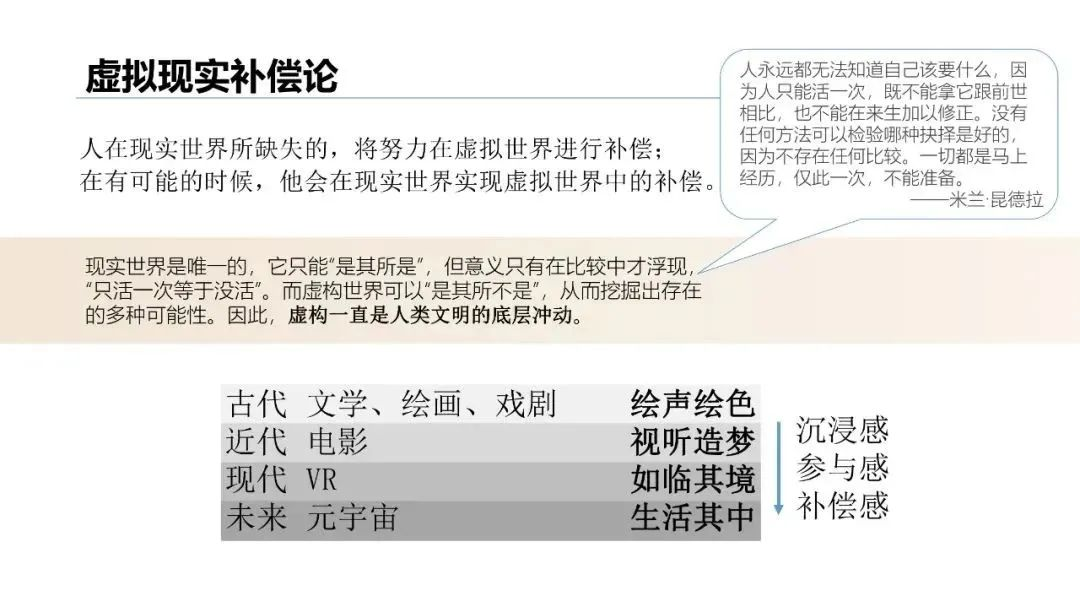 虚拟现实补偿论
人在现实世界所缺失的，将努力在虚拟世界进行补偿；
在有可能的时候，他会在现实世界实现虚拟世界中的补偿。
人永远都无法知道自己该要什么，因
为人只能活一次，既不能拿它跟前世
相比，也不能在来生加以修正。没有
任何方法可以检验哪种抉择是好的，
因为不存在任何比较。一切都是马上
经历，仅此一次，不能准备。
——米兰·昆德拉
现实世界是唯一的，它只能“是其所是”，但意义只有在比较中才浮现，
“只活一次等于没活”。而虚构世界可以“是其所不是”，从而挖掘出存在
的多种可能性。因此，虚构一直是人类文明的底层冲动。
古代 文学、绘画、戏剧 绘声绘色
近代 电影 视听造梦
现代 VR 如临其境
未来 元宇宙 生活其中
沉浸感
参与感
补偿感